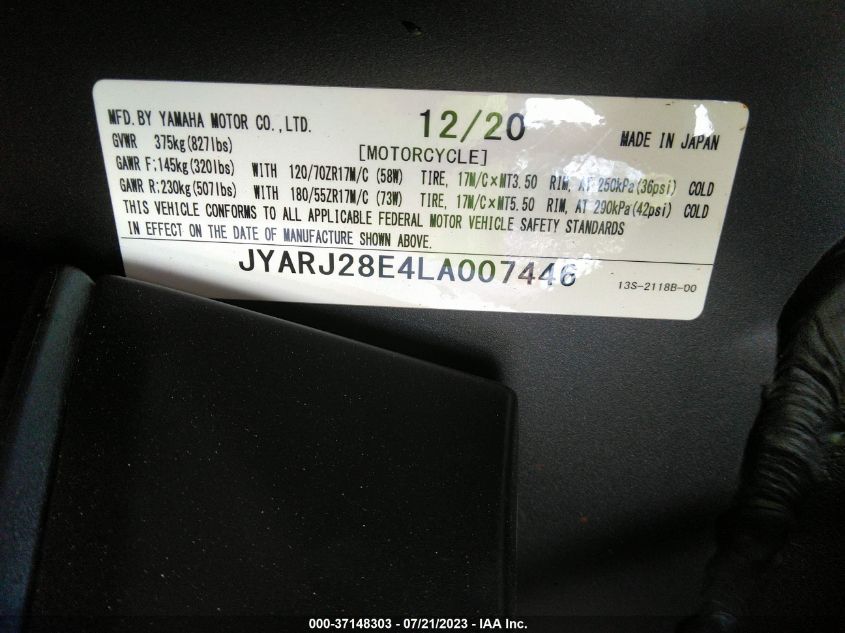 MFD. BY YAMAHA MOTOR CO., LTD. 12/20 MADE IN JAPAN
GVWR 375kg(827lbs) [MOTORCYCLE]
GAWR F:145kg(320lbs) WITH 120/70ZR17M/C (58W) TIRE, 17M/C×MT3.50 RIM, AT 250kPa(36psi) COLD
GAWR R:230kg(507lbs) WITH 180/55ZR17M/C (73W) TIRE, 17M/C×MT5.50 RIM, AT 290kPa(42psi) COLD
THIS VEHICLE CONFORMS TO ALL APPLICABLE FEDERAL MOTOR VEHICLE SAFETY STANDARDS
IN EFFECT ON THE DATE OF MANUFACTURE SHOWN ABOVE.
JYARJ28E4LA007446 13S-2118B-00
000-37148303 - 07/21/2023 - IAA Inc.